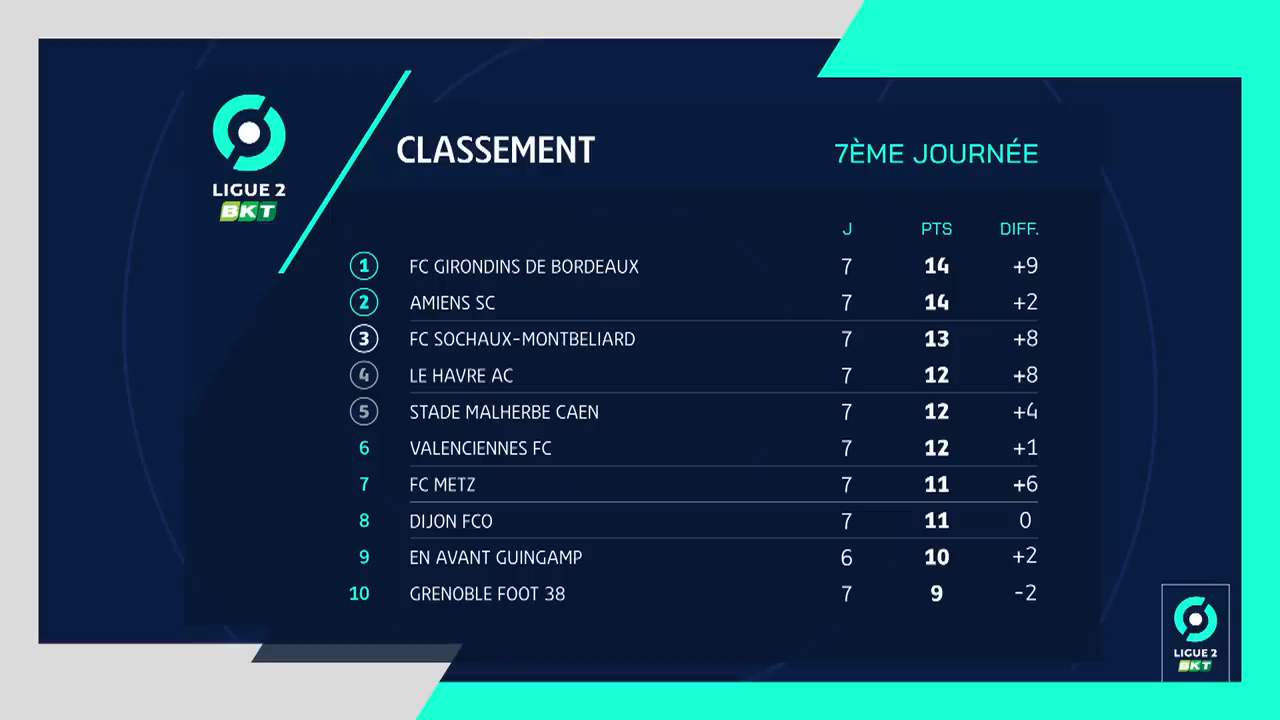 LIGUE 2
BKT
CLASSEMENT
7ÈME JOURNÉE
J PTS DIFF.
1 FC GIRONDINS DE BORDEAUX 7 14 +9
2 AMIENS SC 7 14 +2
3 FC SOCHAUX-MONTBELIARD 7 13 +8
4 LE HAVRE AC 7 12 +8
5 STADE MALHERBE CAEN 7 12 +4
6 VALENCIENNES FC 7 12 +1
7 FC METZ 7 11 +6
8 DIJON FCO 7 11 0
9 EN AVANT GUINGAMP 6 10 +2
10 GRENOBLE FOOT 38 7 9 -2
LIGUE 2
BKT